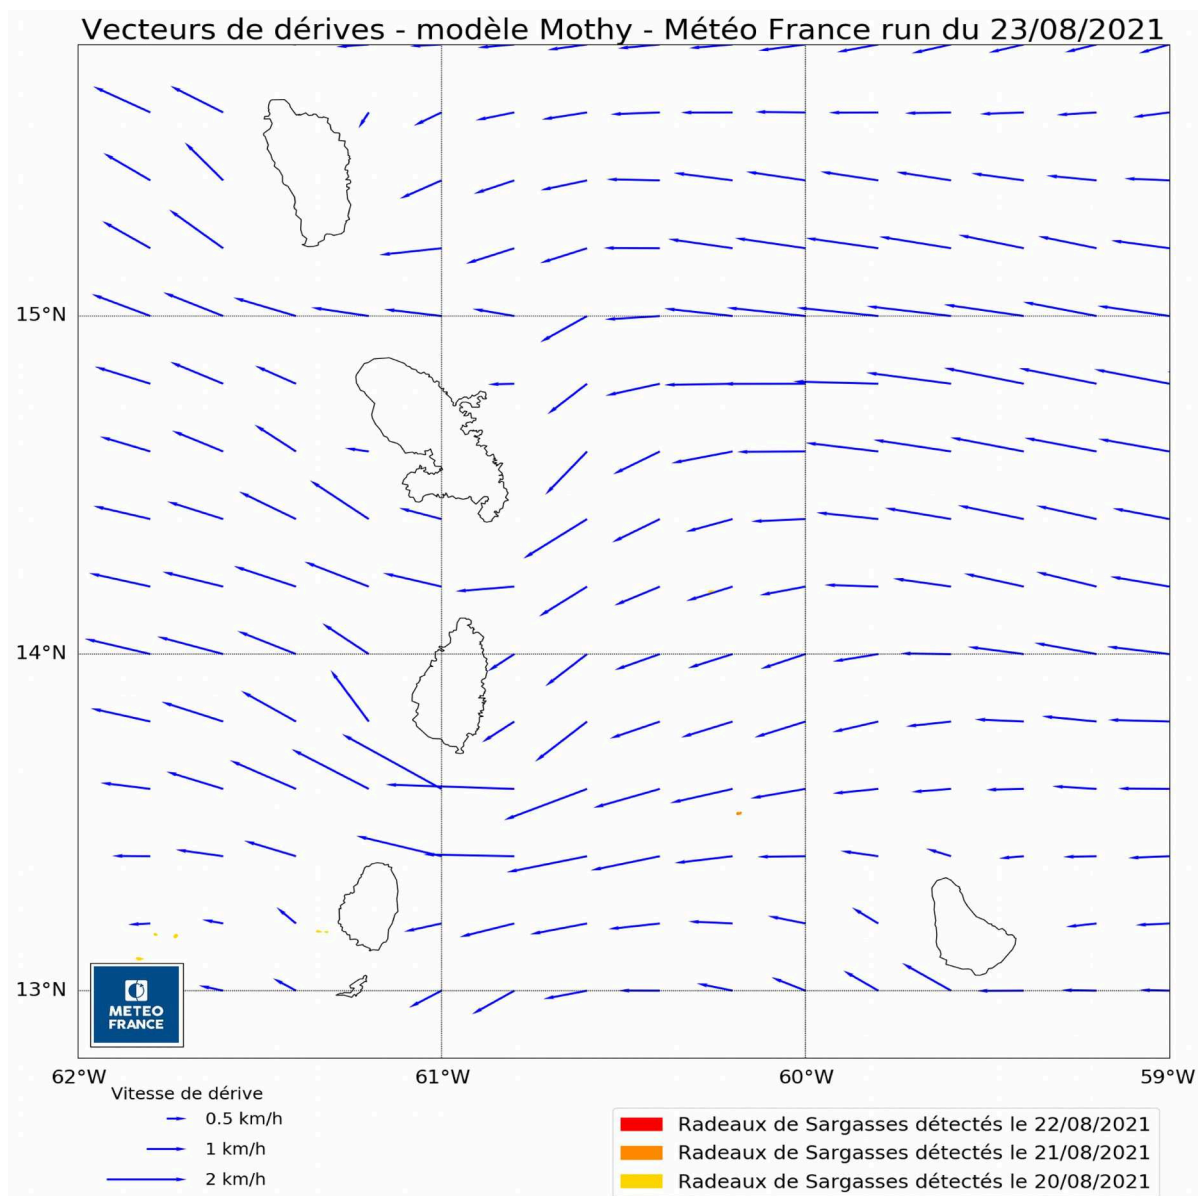 Vecteurs de dérives - modèle Mothy - Météo France run du 23/08/2021
15°N
14°N
13°N
METEO
FRANCE
62°W
61°W
60°W
59°W
Vitesse de dérive
0.5 km/h
1 km/h
2 km/h
Radeaux de Sargasses détectés le 22/08/2021
Radeaux de Sargasses détectés le 21/08/2021
Radeaux de Sargasses détectés le 20/08/2021